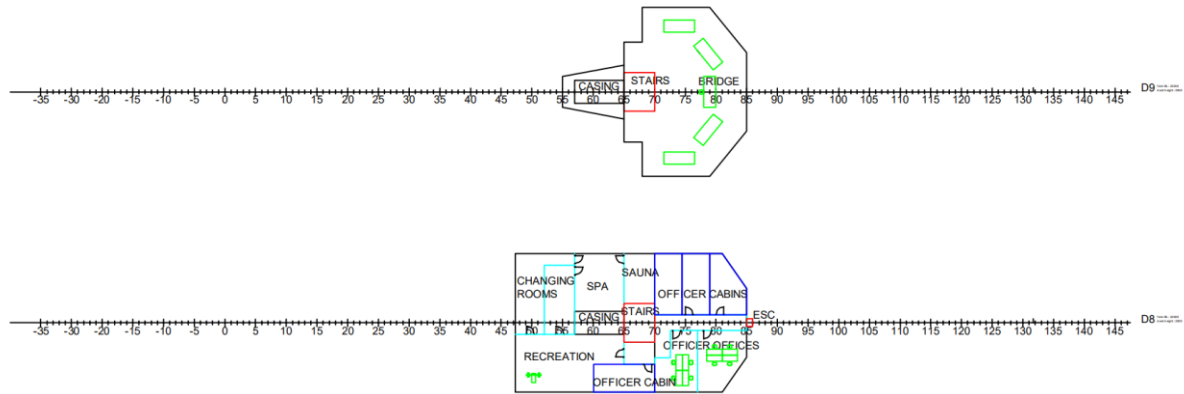 STAIRS
BRIDGE
CASING
-35 -30 -25 -20 -15 -10 -5 0 5 10 15 20 25 30 35 40 45 50 55 60 65 70 75 80 85 90 95 100 105 110 115 120 125 130 135 140 145
D9
SAUNA
CHANGING
ROOMS
SPA
OFFICER CABINS
STAIRS
ESC
CASING
-35 -30 -25 -20 -15 -10 -5 0 5 10 15 20 25 30 35 40 45 50 55 60 65 70 75 80 85 90 95 100 105 110 115 120 125 130 135 140 145
D8
OFFICER OFFICES
RECREATION
OFFICER CABIN